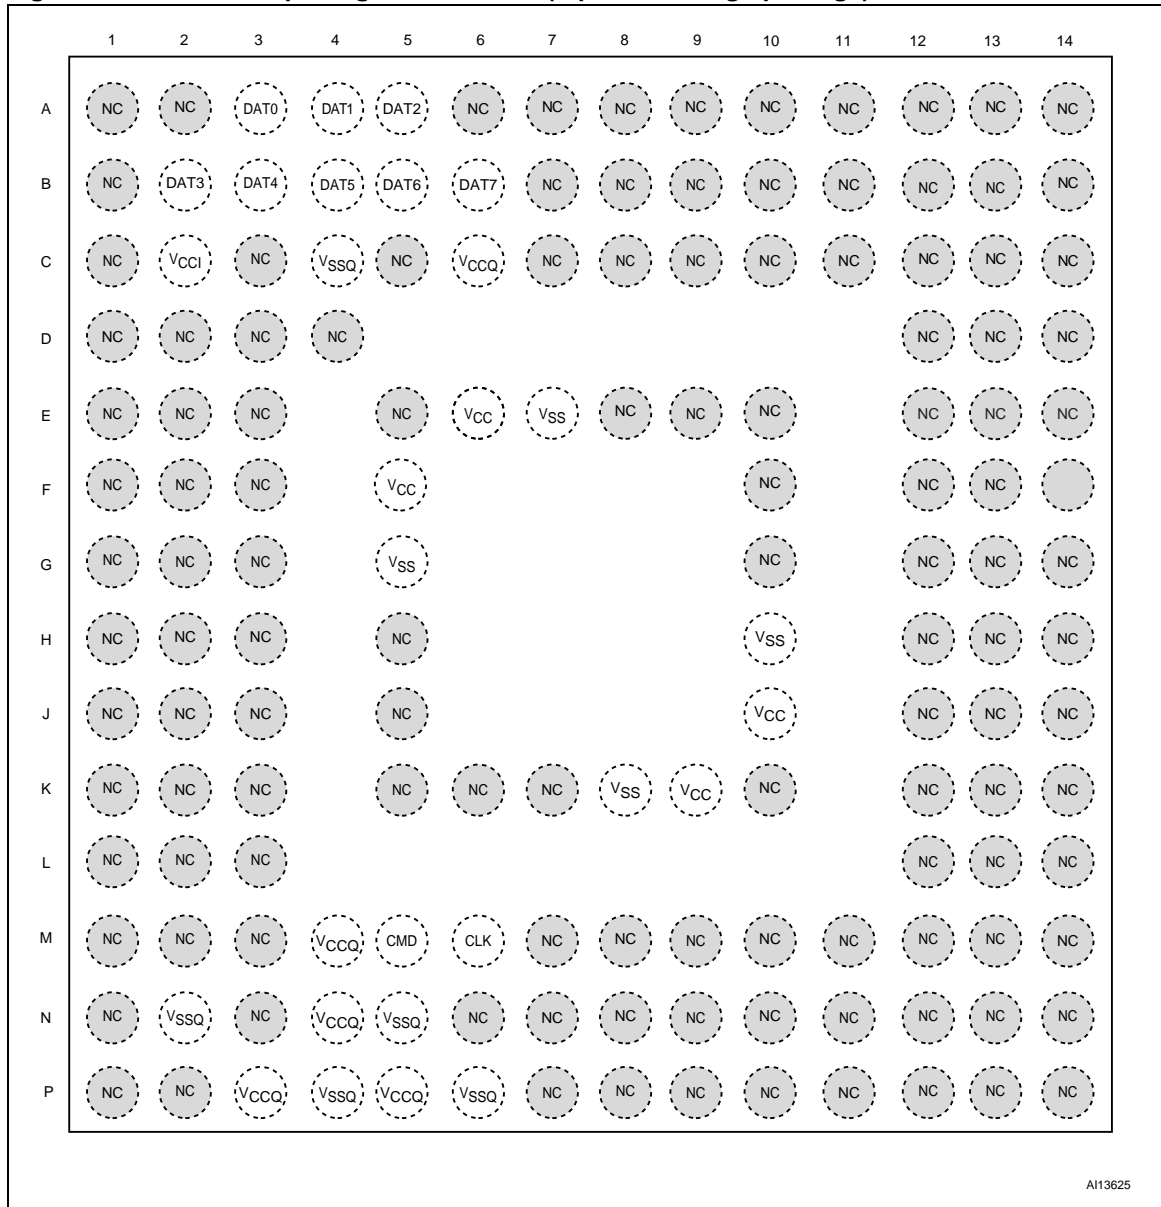 1 2 3 4 5 6 7 8 9 10 11 12 13 14
A NC NC DAT0 DAT1 DAT2 NC NC NC NC NC NC NC NC NC
B NC DAT3 DAT4 DAT5 DAT6 DAT7 NC NC NC NC NC NC NC NC
C NC VCCI NC VSSQ NC VCCQ NC NC NC NC NC NC NC NC
D NC NC NC NC NC NC NC
E NC NC NC NC VCC VSS NC NC NC NC NC NC
F NC NC NC VCC NC NC NC
G NC NC NC VSS NC NC NC NC
H NC NC NC NC VSS NC NC NC
J NC NC NC NC VCC NC NC NC
K NC NC NC NC NC NC VSS VCC NC NC NC NC
L NC NC NC NC NC NC
M NC NC NC VCCQ CMD CLK NC NC NC NC NC NC NC NC
N NC VSSQ NC VCCQ VSSQ NC NC NC NC NC NC NC NC NC
P NC NC VCCQ VSSQ VCCQ VSSQ NC NC NC NC NC NC NC NC
AI13625